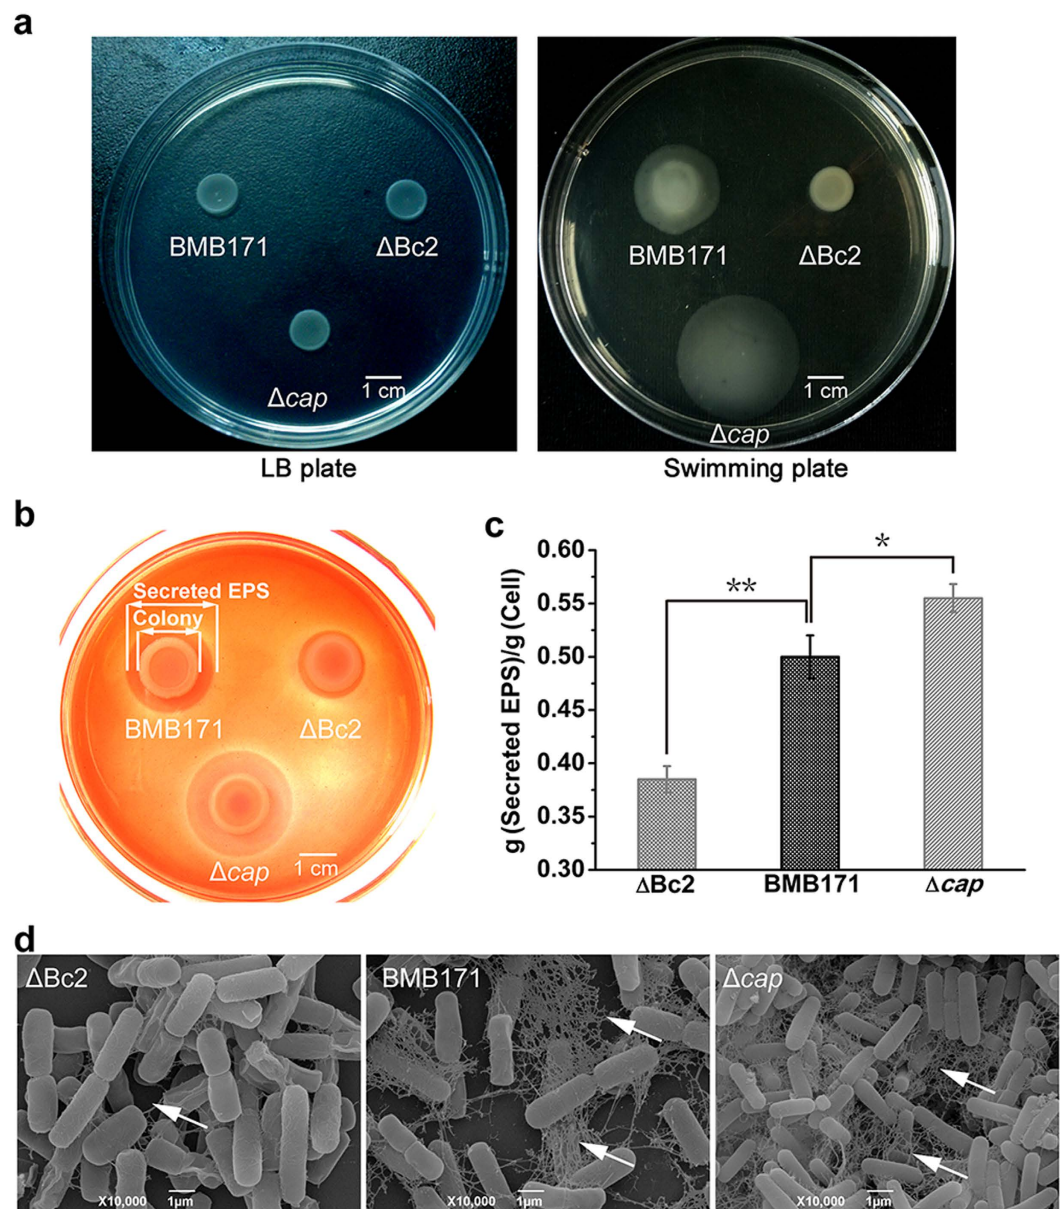 a
BMB171
ΔBc2
Δcap
1 cm
LB plate
BMB171
ΔBc2
1 cm
Δcap
Swimming plate
b
Secreted EPS
Colony
BMB171
ΔBc2
Δcap
1 cm
c
g (Secreted EPS)/g (Cell)
0.60
0.55
0.50
0.45
0.40
0.35
0.30
**
*
ΔBc2
BMB171
Δcap
d
ΔBc2
X10,000 1μm
BMB171
X10,000 1μm
Δcap
X10,000 1μm